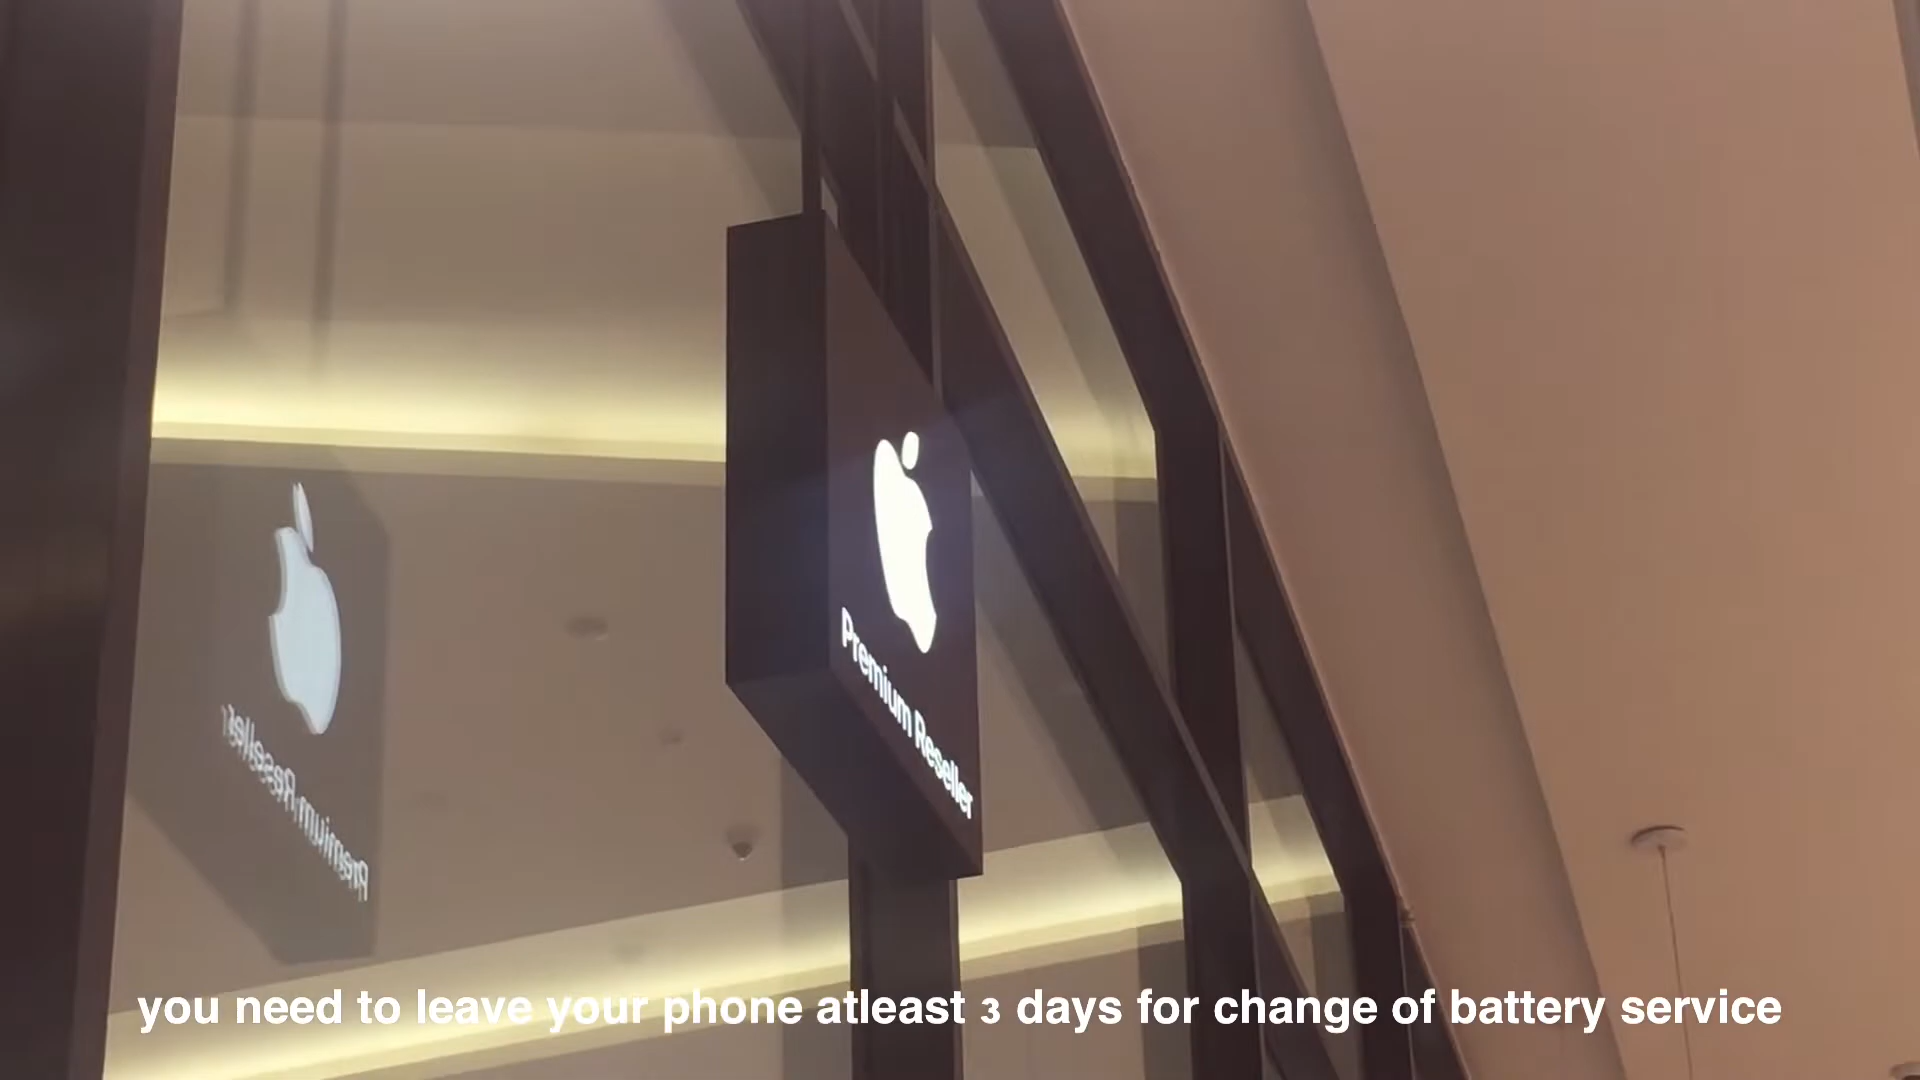 Premium Reseller
Premium Reseller
you need to leave your phone atleast 3 days for change of battery service